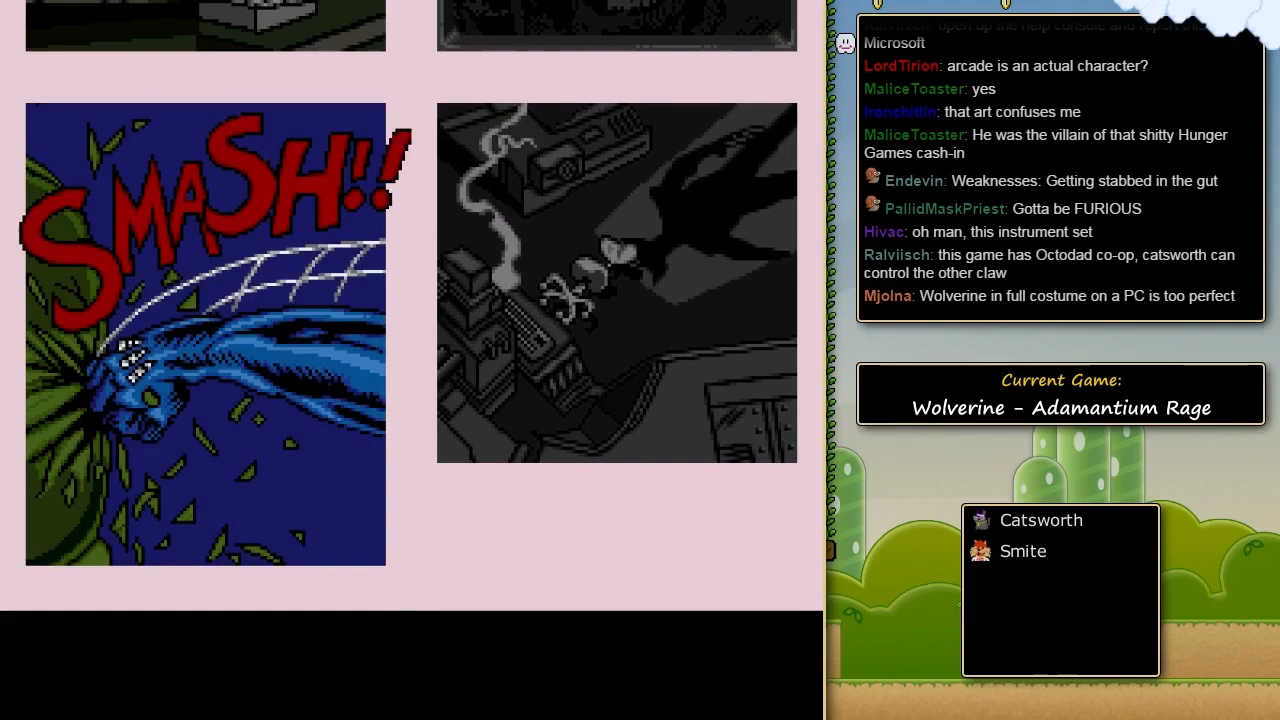 SMASH!!
Microsoft
LordTirion: arcade is an actual character?
MaliceToaster: yes
Ironchitlin: that art confuses me
MaliceToaster: He was the villain of that shitty Hunger
Games cash-in
Endevin: Weaknesses: Getting stabbed in the gut
PallidMaskPriest: Gotta be FURIOUS
Hivac: oh man, this instrument set
Ralviisch: this game has Octodad co-op, catsworth can
control the other claw
Mjolna: Wolverine in full costume on a PC is too perfect
Current Game:
Wolverine - Adamantium Rage
Catsworth
Smite